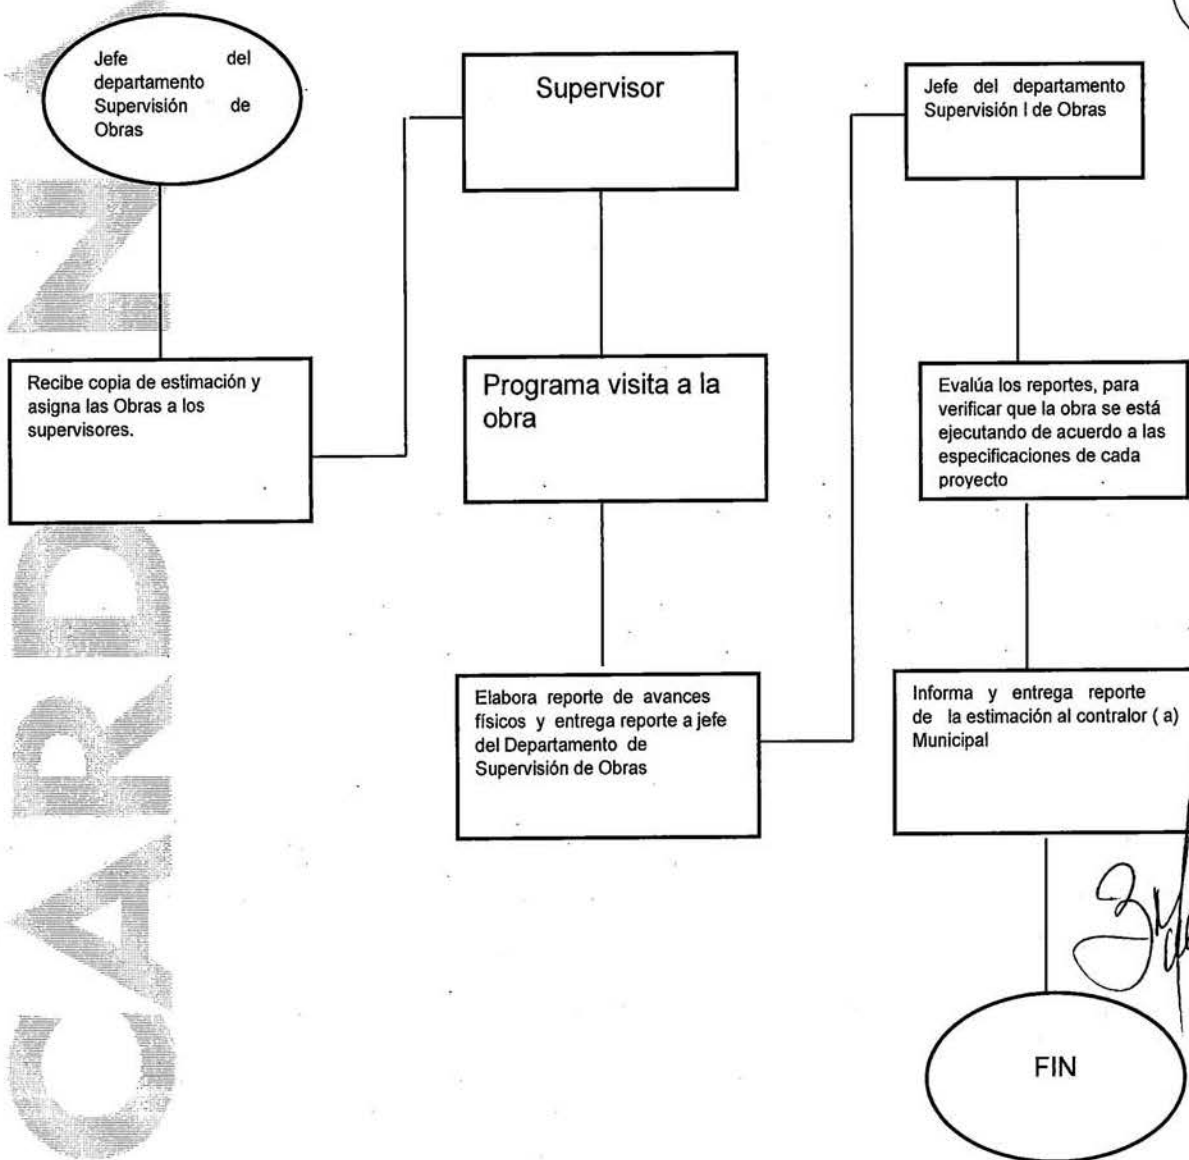 Jefe del
departamento
Supervisión de
Obras
Recibe copia de estimación y
asigna las Obras a los
supervisores.
Supervisor
Programa visita a la
obra
Elabora reporte de avances
físicos y entrega reporte a jefe
del Departamento de
Supervisión de Obras
Jefe del departamento
Supervisión I de Obras
Evalúa los reportes, para
verificar que la obra se está
ejecutando de acuerdo a las
especificaciones de cada
proyecto
Informa y entrega reporte
de la estimación al contralor ( a)
Municipal
FIN